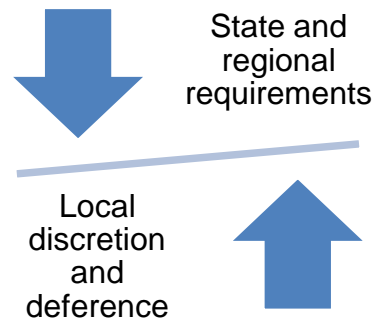 State and
regional
requirements
Local
discretion
and
deference